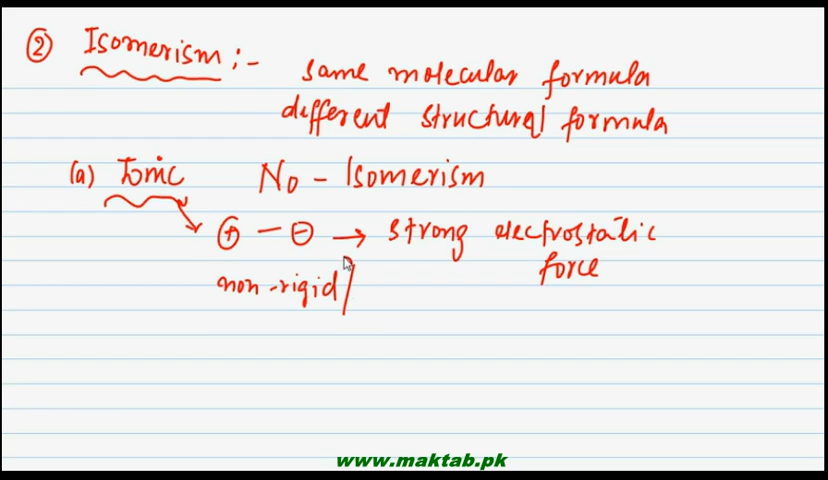 ② Isomerism :-
same molecular formula
different structural formula
(a) Ionic No - Isomerism
⊕ — ⊖ → strong electrostatic
force
non-rigid/
www.maktab.pk